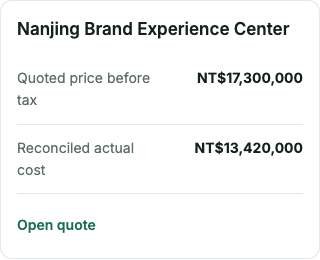 Nanjing Brand Experience Center
Quoted price before tax
NT$17,300,000
Reconciled actual cost
NT$13,420,000
Open quote